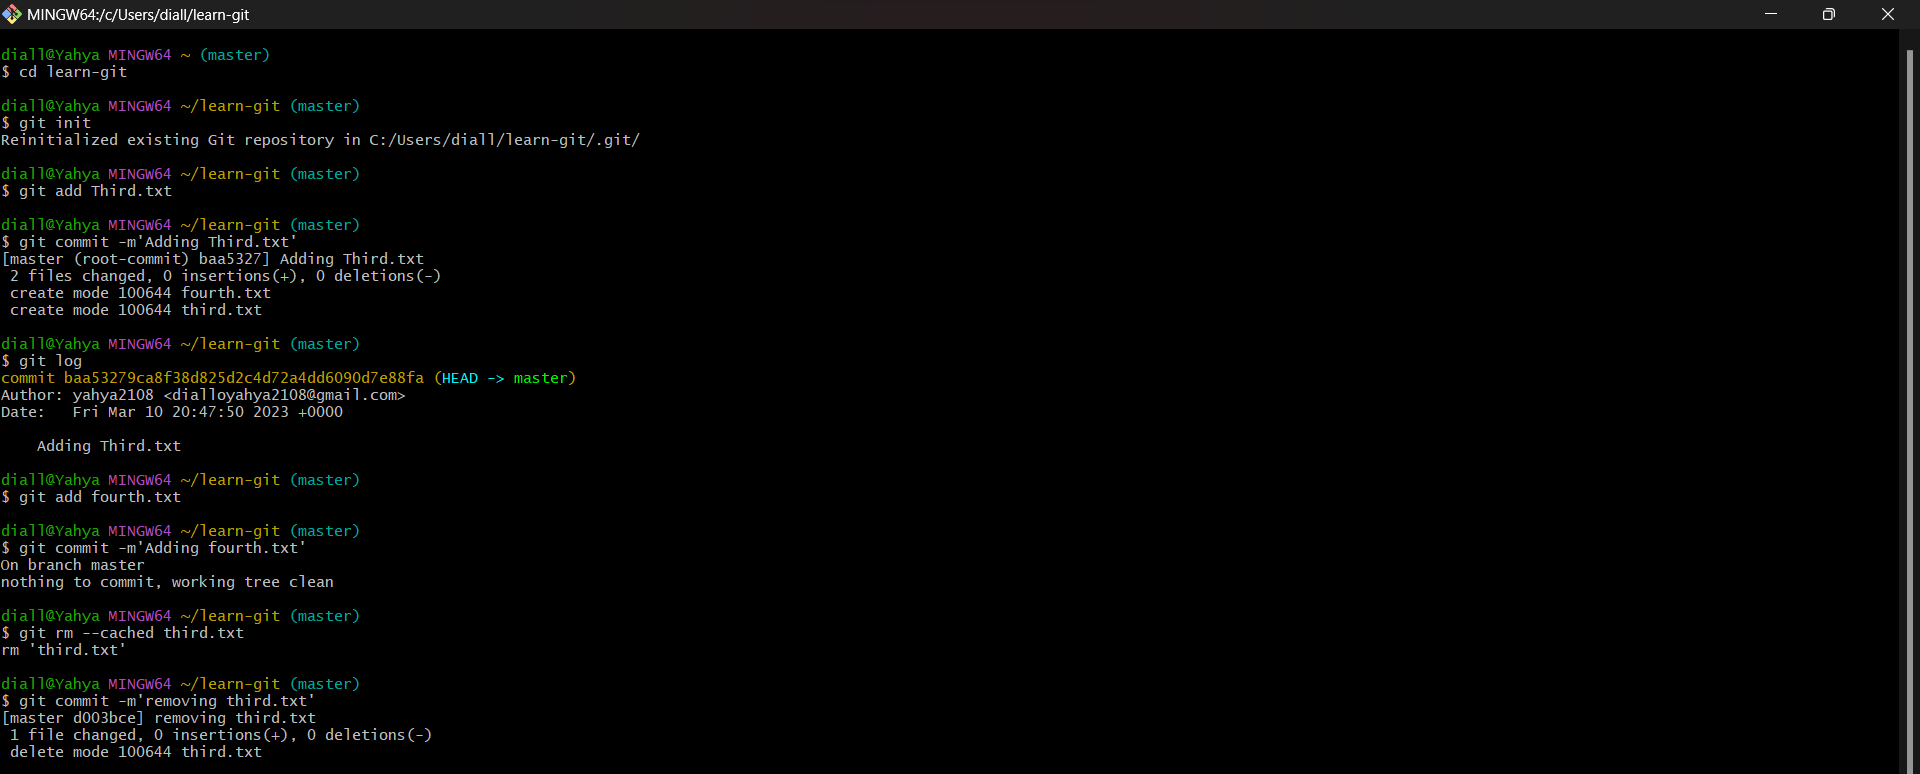 MINGW64:/c/Users/diall/learn-git
diall@Yahya MINGW64 ~ (master)
$ cd learn-git
diall@Yahya MINGW64 ~/learn-git (master)
$ git init
Reinitialized existing Git repository in C:/Users/diall/learn-git/.git/
diall@Yahya MINGW64 ~/learn-git (master)
$ git add Third.txt
diall@Yahya MINGW64 ~/learn-git (master)
$ git commit -m'Adding Third.txt'
[master (root-commit) baa5327] Adding Third.txt
 2 files changed, 0 insertions(+), 0 deletions(-)
 create mode 100644 fourth.txt
 create mode 100644 third.txt
diall@Yahya MINGW64 ~/learn-git (master)
$ git log
commit baa53279ca8f38d825d2c4d72a4dd6090d7e88fa (HEAD -> master)
Author: yahya2108 <dialloyahya2108@gmail.com>
Date:   Fri Mar 10 20:47:50 2023 +0000
    Adding Third.txt
diall@Yahya MINGW64 ~/learn-git (master)
$ git add fourth.txt
diall@Yahya MINGW64 ~/learn-git (master)
$ git commit -m'Adding fourth.txt'
On branch master
nothing to commit, working tree clean
diall@Yahya MINGW64 ~/learn-git (master)
$ git rm --cached third.txt
rm 'third.txt'
diall@Yahya MINGW64 ~/learn-git (master)
$ git commit -m'removing third.txt'
[master d003bce] removing third.txt
 1 file changed, 0 insertions(+), 0 deletions(-)
 delete mode 100644 third.txt